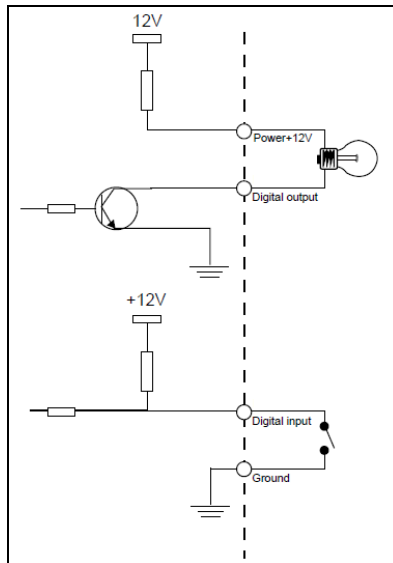 12V
Power+12V
Digital output
+12V
Digital input
Ground